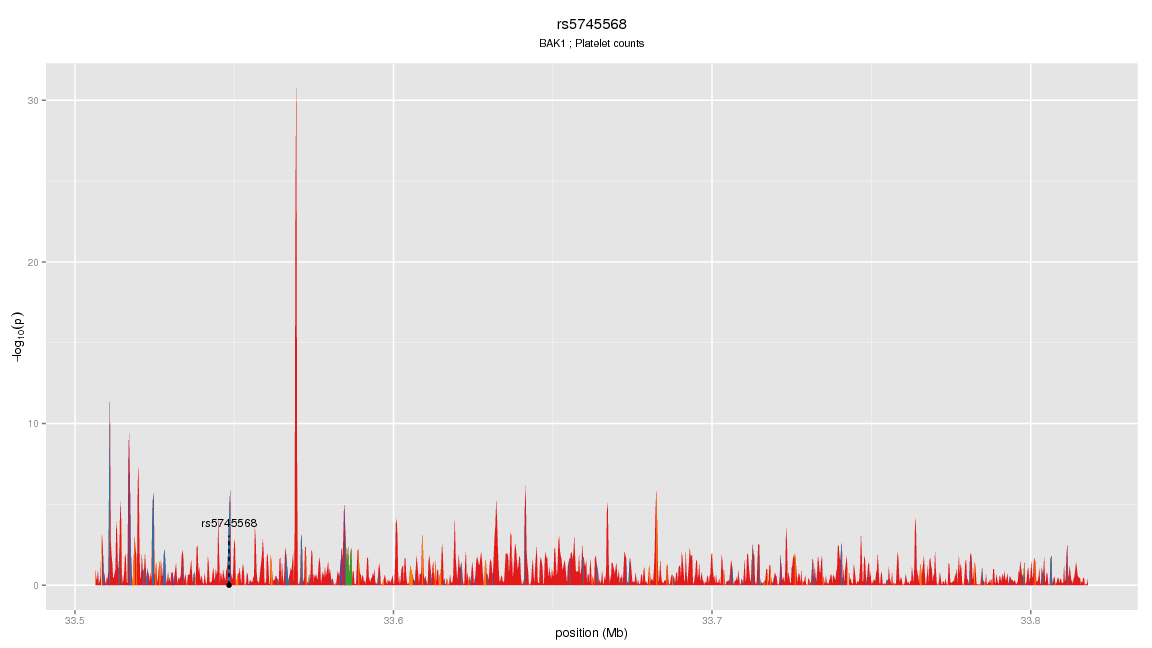 rs5745568
BAK1 ; Platelet counts
30
20
10
0
−log10(p)
rs5745568
33.5 33.6 33.7 33.8
position (Mb)